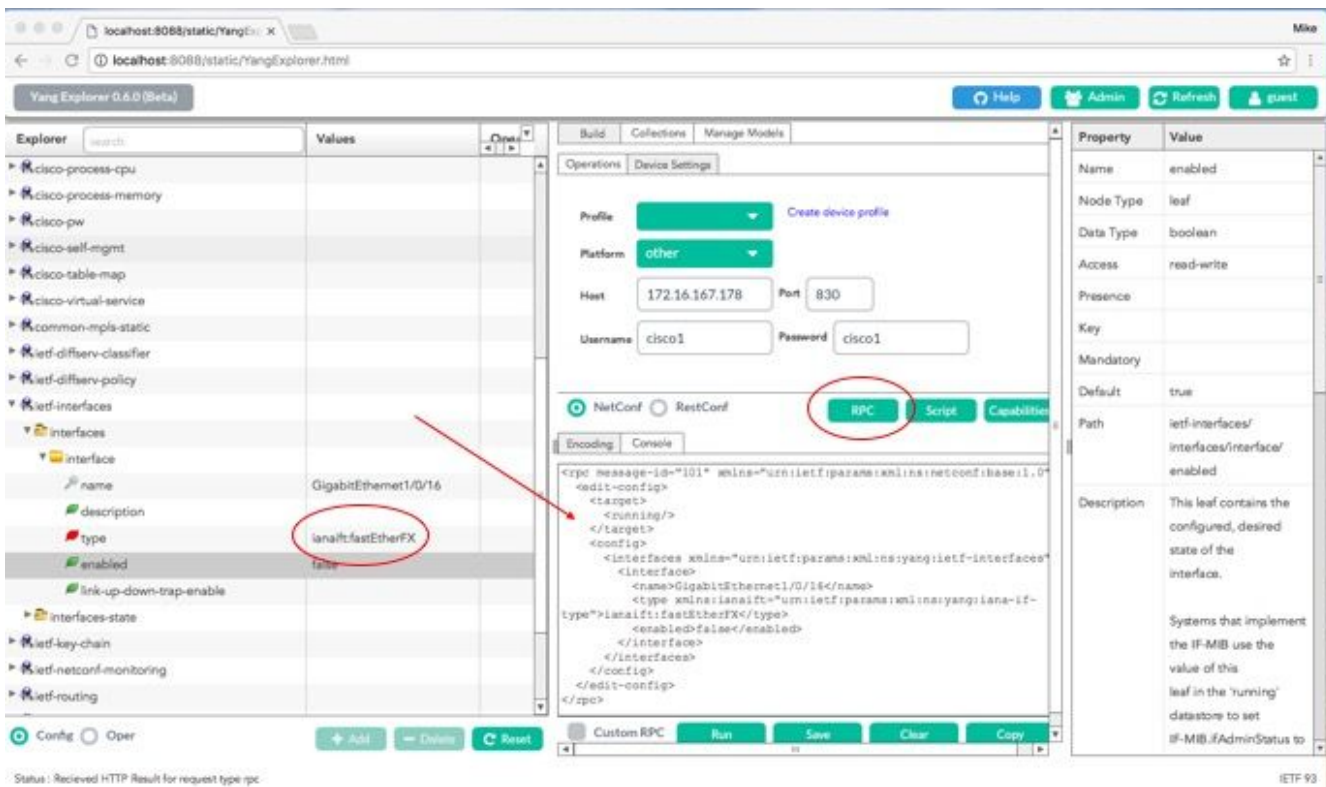 localhost:8088/static/YangEx
Mike
localhost:8088/static/YangExplorer.html
Yang Explorer 0.6.0 (Beta)
Help
Admin
Refresh
guest
Explorer
search
Values
Oper
cisco-process-cpu
cisco-process-memory
cisco-pw
cisco-self-mgmt
cisco-table-map
cisco-virtual-service
common-mpls-static
ietf-diffserv-classifier
ietf-diffserv-policy
ietf-interfaces
interfaces
interface
name
GigabitEthernet1/0/16
description
type
ianaift:fastEtherFX
enabled
false
link-up-down-trap-enable
interfaces-state
ietf-key-chain
ietf-netconf-monitoring
ietf-routing
Config
Oper
Add
Delete
Reset
Build
Collections
Manage Models
Operations
Device Settings
Profile
Create device profile
Platform
other
Host
172.16.167.178
Port
830
Username
cisco1
Password
cisco1
NetConf
RestConf
RPC
Script
Capabilities
Encoding
Console
<rpc message-id="101" xmlns="urn:ietf:params:xml:ns:netconf:base:1.0"
<edit-config>
<target>
<running/>
</target>
<config>
<interfaces xmlns="urn:ietf:params:xml:ns:yang:ietf-interfaces"
<interface>
<name>GigabitEthernet1/0/16</name>
<type xmlns:ianaift="urn:ietf:params:xml:ns:yang:iana-if-
type">ianaift:fastEtherFX</type>
<enabled>false</enabled>
</interface>
</interfaces>
</config>
</edit-config>
</rpc>
Custom RPC
Run
Save
Clear
Copy
Property
Value
Name
enabled
Node Type
leaf
Data Type
boolean
Access
read-write
Presence
Key
Mandatory
Default
true
Path
ietf-interfaces/
interfaces/interface/
enabled
Description
This leaf contains the
configured, desired
state of the
interface.
Systems that implement
the IF-MIB use the
value of this
leaf in the 'running'
datastore to set
IF-MIB.ifAdminStatus to
Status : Recieved HTTP Result for request type rpc
IETF 93